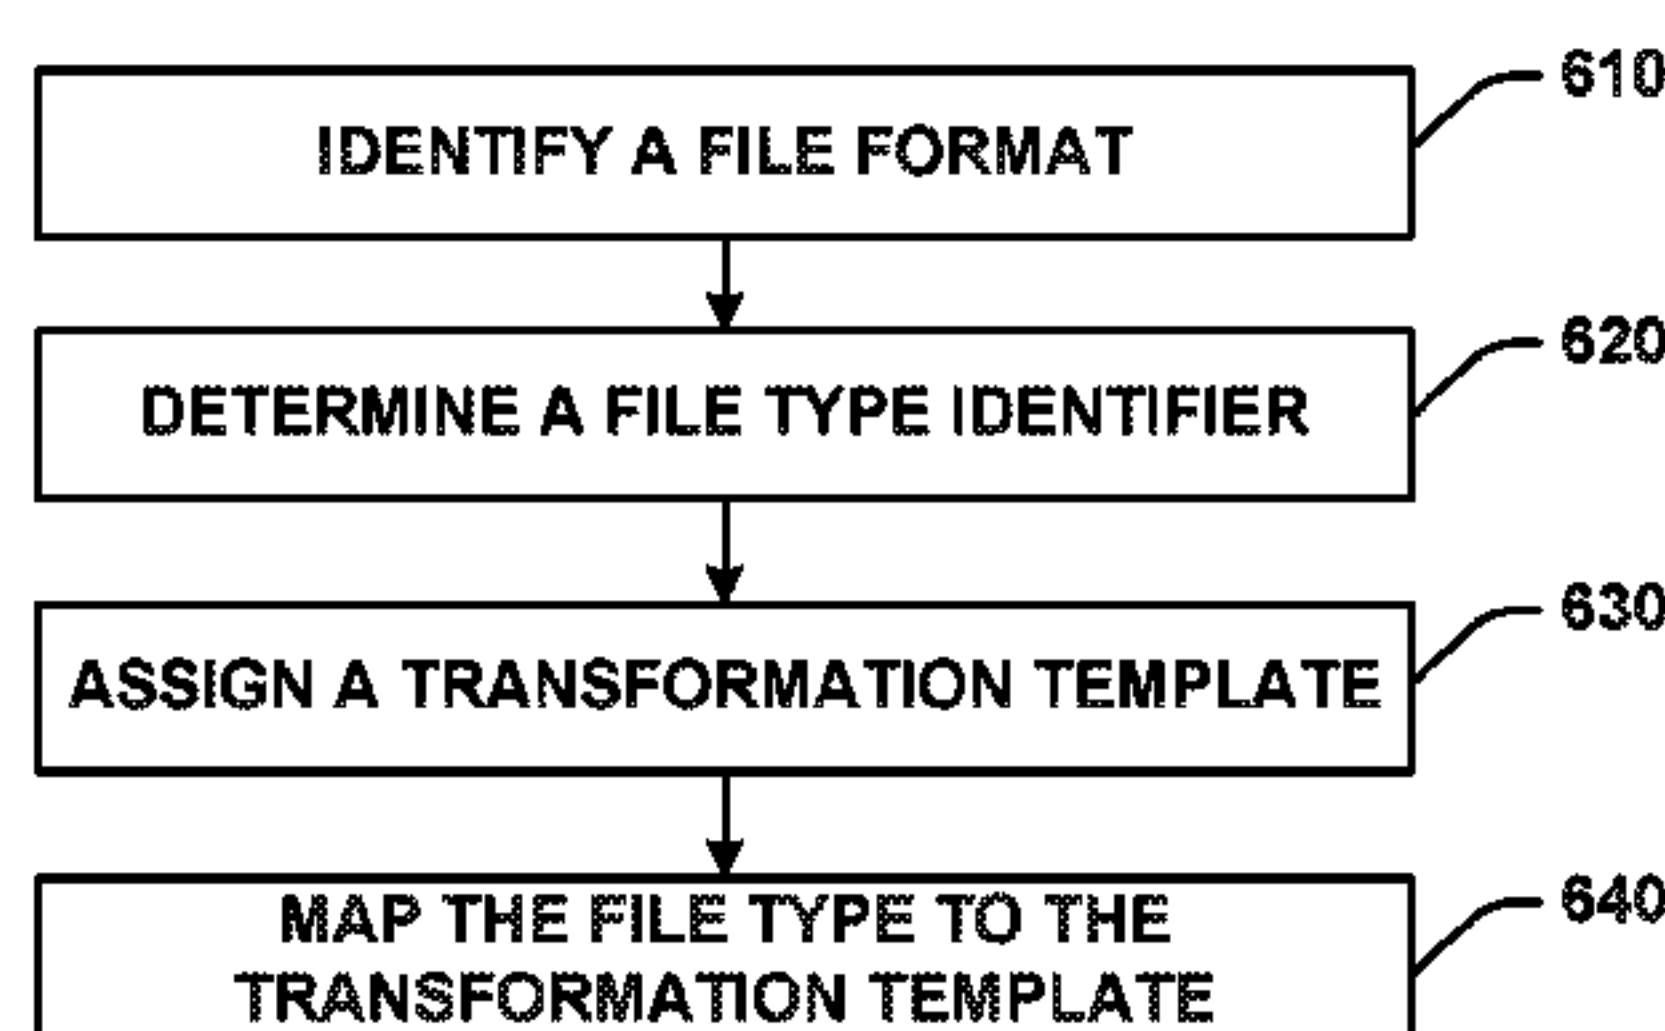 610
IDENTIFY A FILE FORMAT
620
DETERMINE A FILE TYPE IDENTIFIER
630
ASSIGN A TRANSFORMATION TEMPLATE
640
MAP THE FILE TYPE TO THE
TRANSFORMATION TEMPLATE